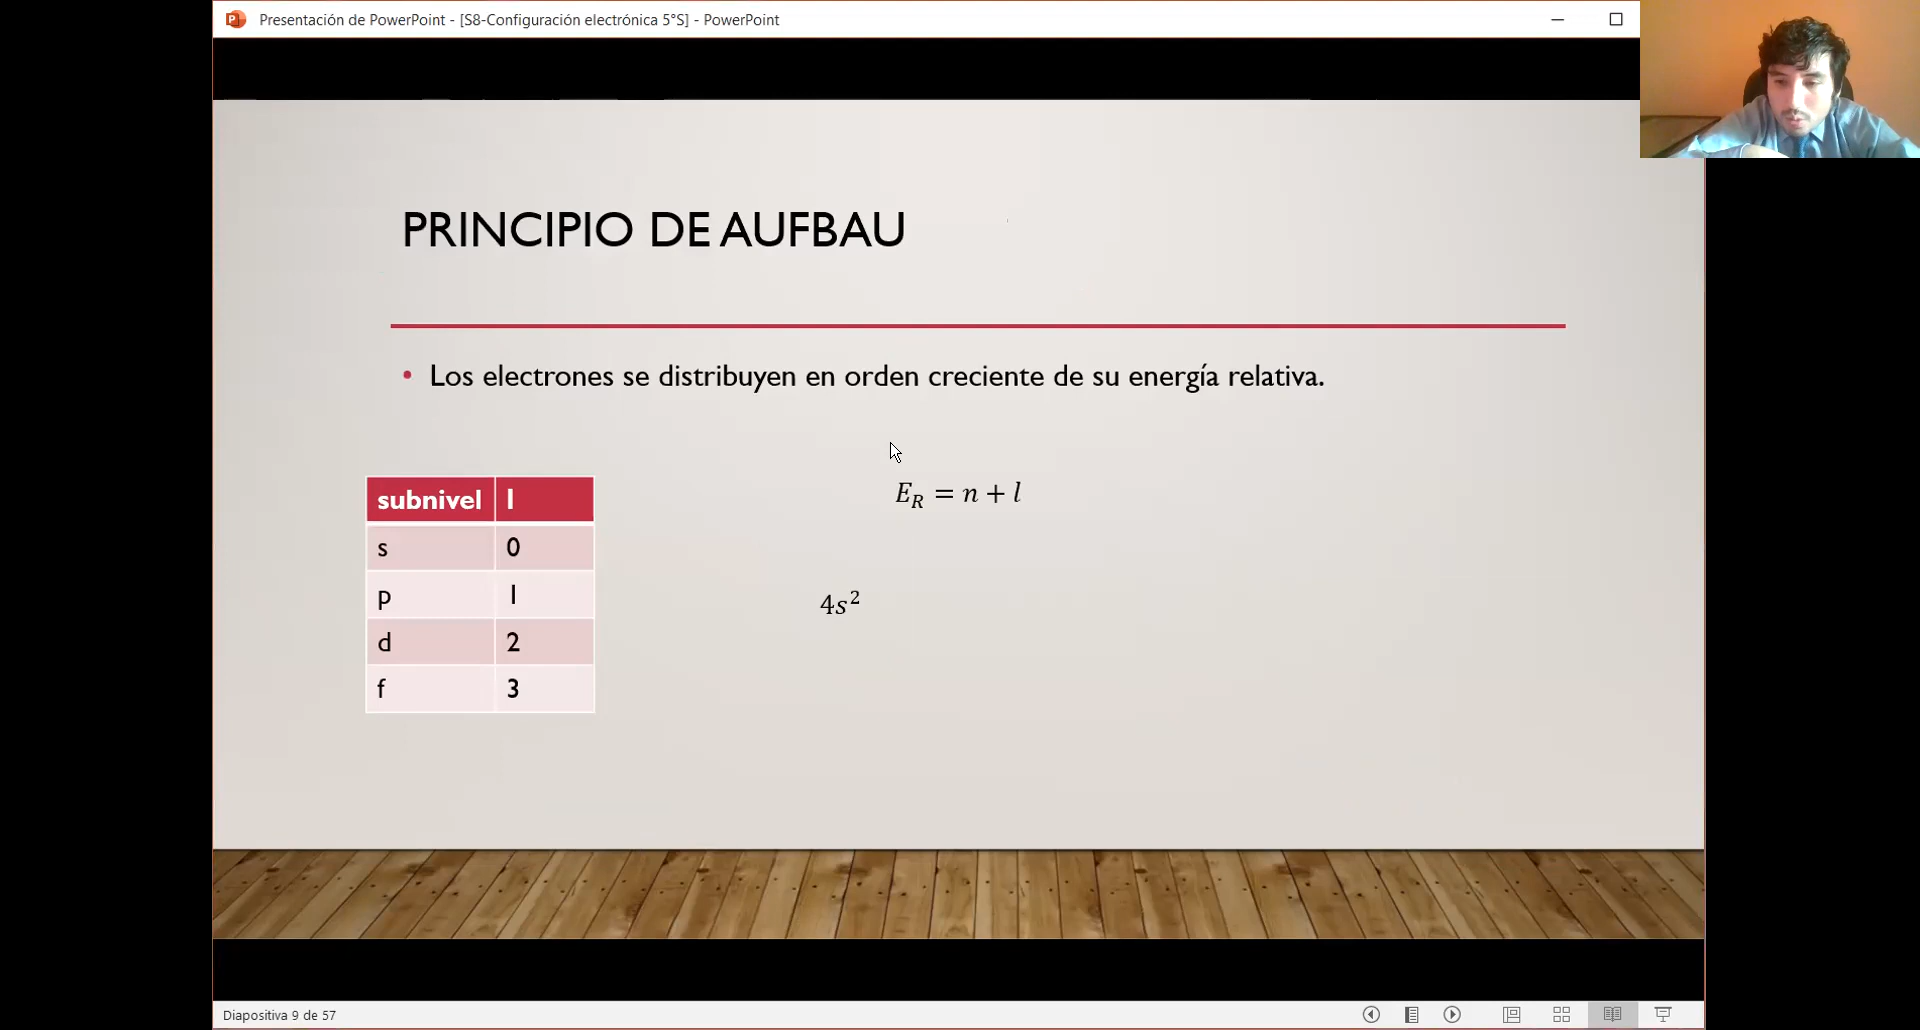 Presentación de PowerPoint - [S8-Configuración electrónica 5°S] - PowerPoint
PRINCIPIO DE AUFBAU
• Los electrones se distribuyen en orden creciente de su energía relativa.
E_R = n + l
subnivel l
s 0
p 1
d 2
f 3
4s²
Diapositiva 9 de 57